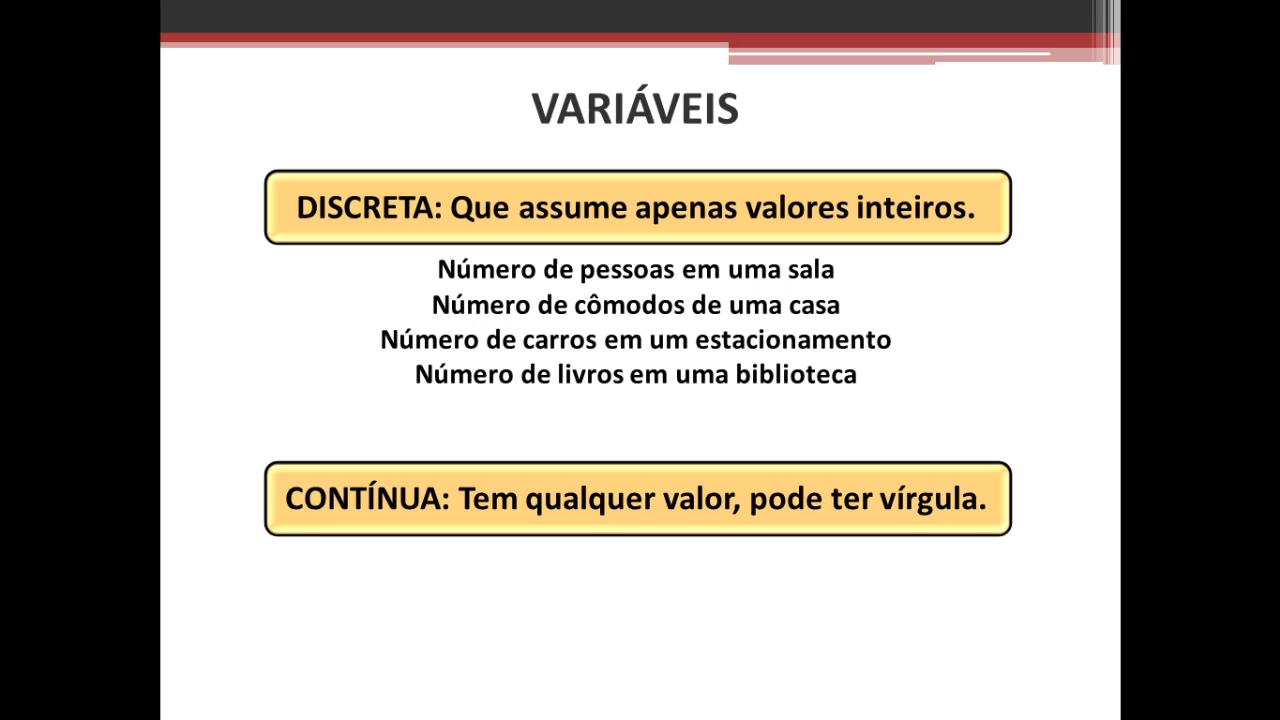 VARIÁVEIS
DISCRETA: Que assume apenas valores inteiros.
Número de pessoas em uma sala
Número de cômodos de uma casa
Número de carros em um estacionamento
Número de livros em uma biblioteca
CONTÍNUA: Tem qualquer valor, pode ter vírgula.